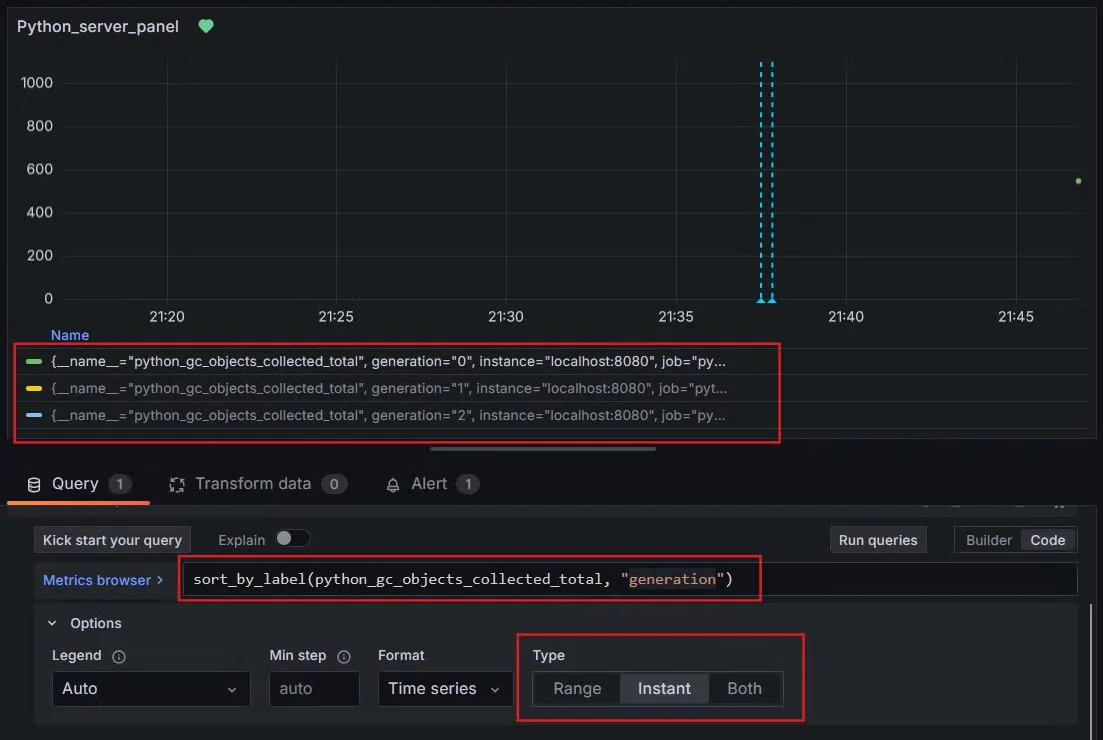 Python_server_panel
1000
800
600
400
200
0
21:20 21:25 21:30 21:35 21:40 21:45
Name
{__name__="python_gc_objects_collected_total", generation="0", instance="localhost:8080", job="py...
{__name__="python_gc_objects_collected_total", generation="1", instance="localhost:8080", job="pyt...
{__name__="python_gc_objects_collected_total", generation="2", instance="localhost:8080", job="py...
Query 1 Transform data 0 Alert 1
Kick start your query Explain Run queries Builder Code
Metrics browser > sort_by_label(python_gc_objects_collected_total, "generation")
Options
Legend Min step Format Type
Auto auto Time series Range Instant Both